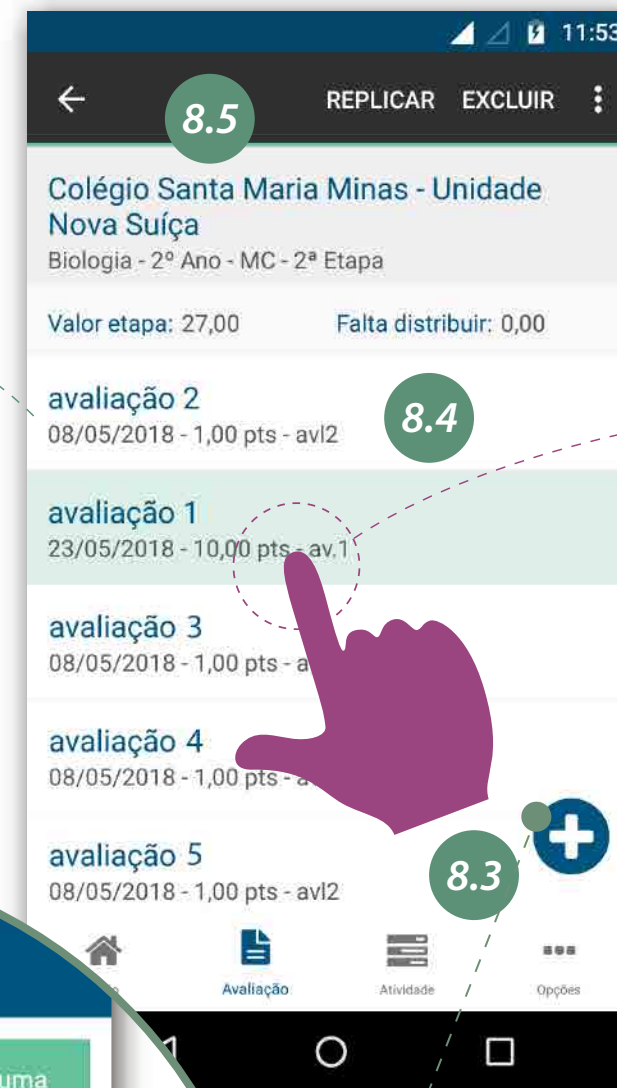 11:53
8.5
REPLICAR EXCLUIR
Colégio Santa Maria Minas - Unidade
Nova Suíça
Biologia - 2º Ano - MC - 2ª Etapa
Valor etapa: 27,00 Falta distribuir: 0,00
avaliação 2
08/05/2018 - 1,00 pts - avl2
8.4
avaliação 1
23/05/2018 - 10,00 pts - av.1
avaliação 3
08/05/2018 - 1,00 pts - a
avaliação 4
08/05/2018 - 1,00 pts - a
avaliação 5
08/05/2018 - 1,00 pts - avl2
8.3
Avaliação Atividade Opções
uma